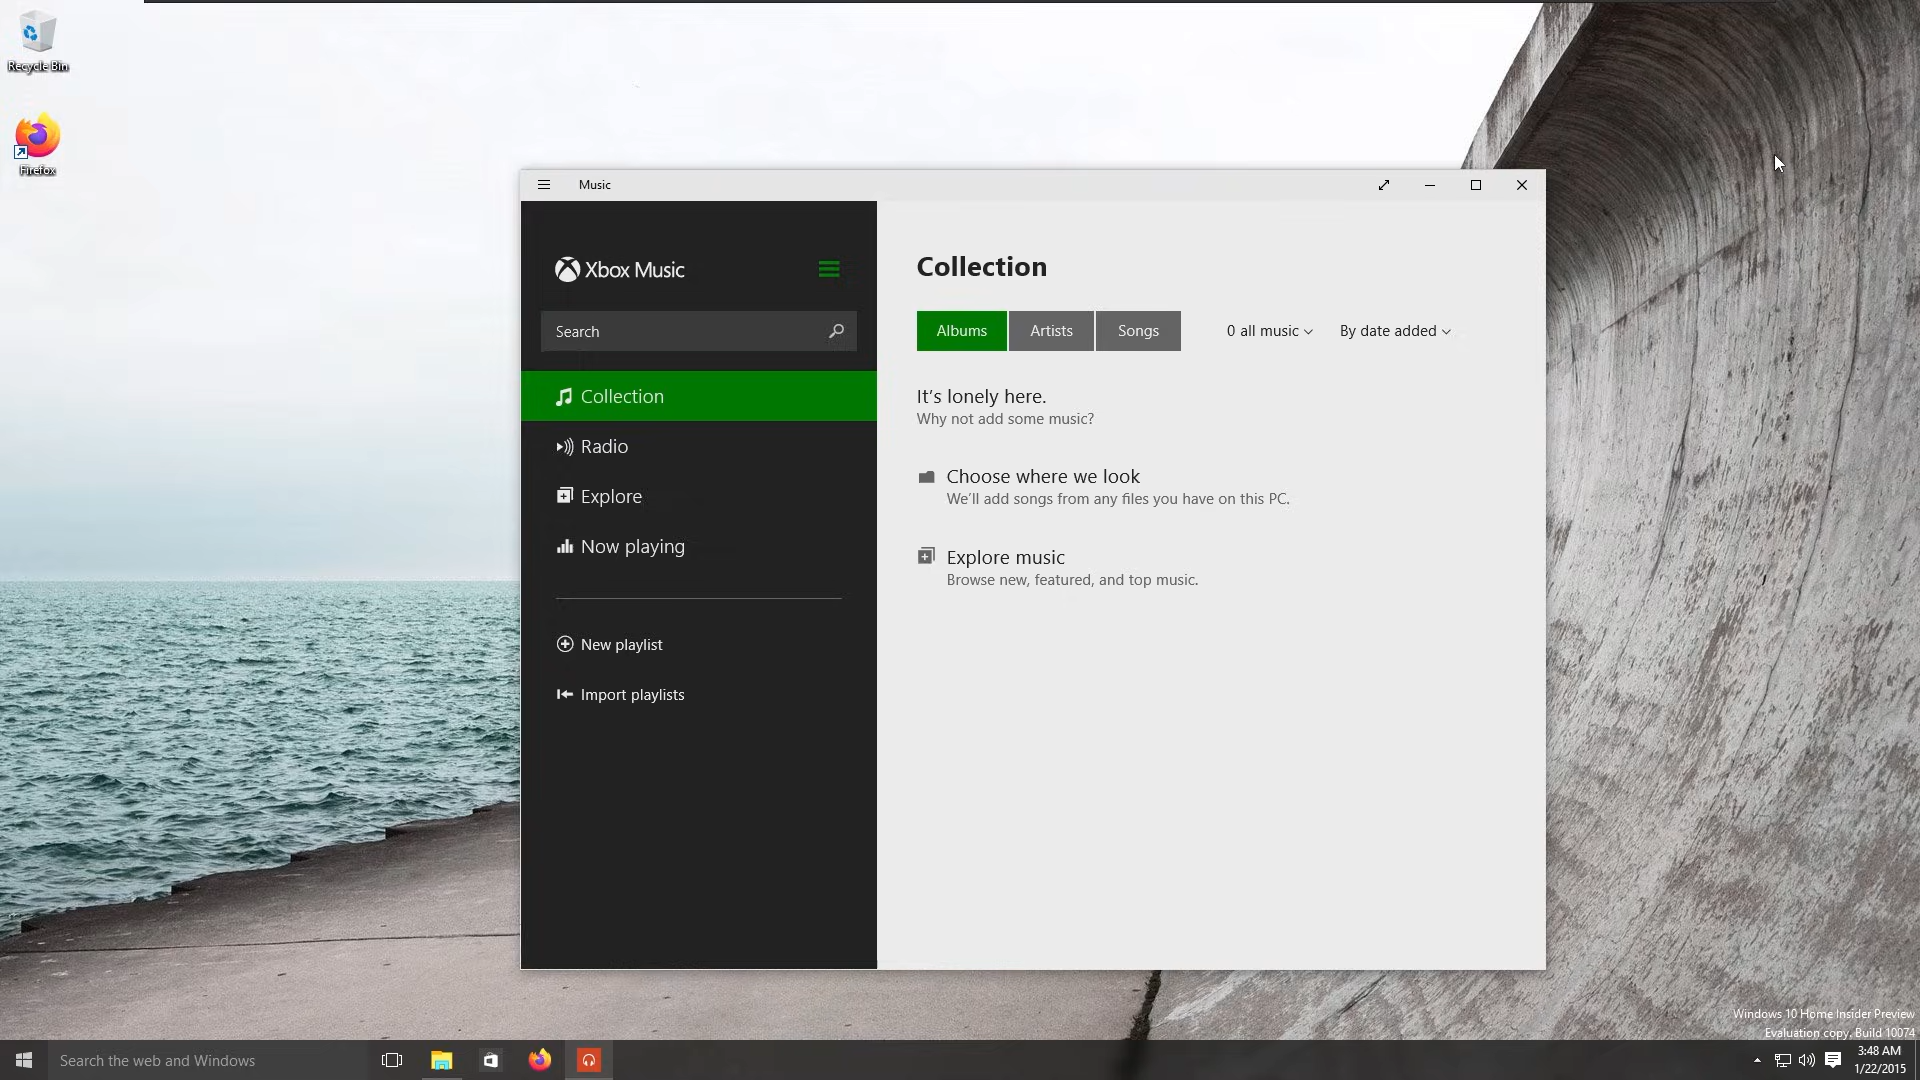 Recycle Bin
Firefox
Music
Xbox Music
Search
Collection
Radio
Explore
Now playing
New playlist
Import playlists
Collection
Albums
Artists
Songs
0 all music
By date added
It's lonely here.
Why not add some music?
Choose where we look
We'll add songs from any files you have on this PC.
Explore music
Browse new, featured, and top music.
Windows 10 Home Insider Preview
Evaluation copy. Build 10074
Search the web and Windows
3:48 AM
1/22/2015